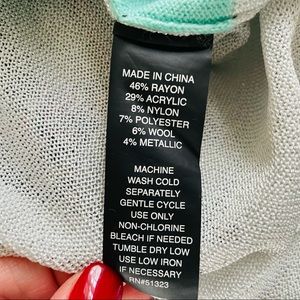 MADE IN CHINA
46% RAYON
29% ACRYLIC
8% NYLON
7% POLYESTER
6% WOOL
4% METALLIC
MACHINE
WASH COLD
SEPARATELY
GENTLE CYCLE
USE ONLY
NON-CHLORINE
BLEACH IF NEEDED
TUMBLE DRY LOW
USE LOW IRON
IF NECESSARY
RN#51323